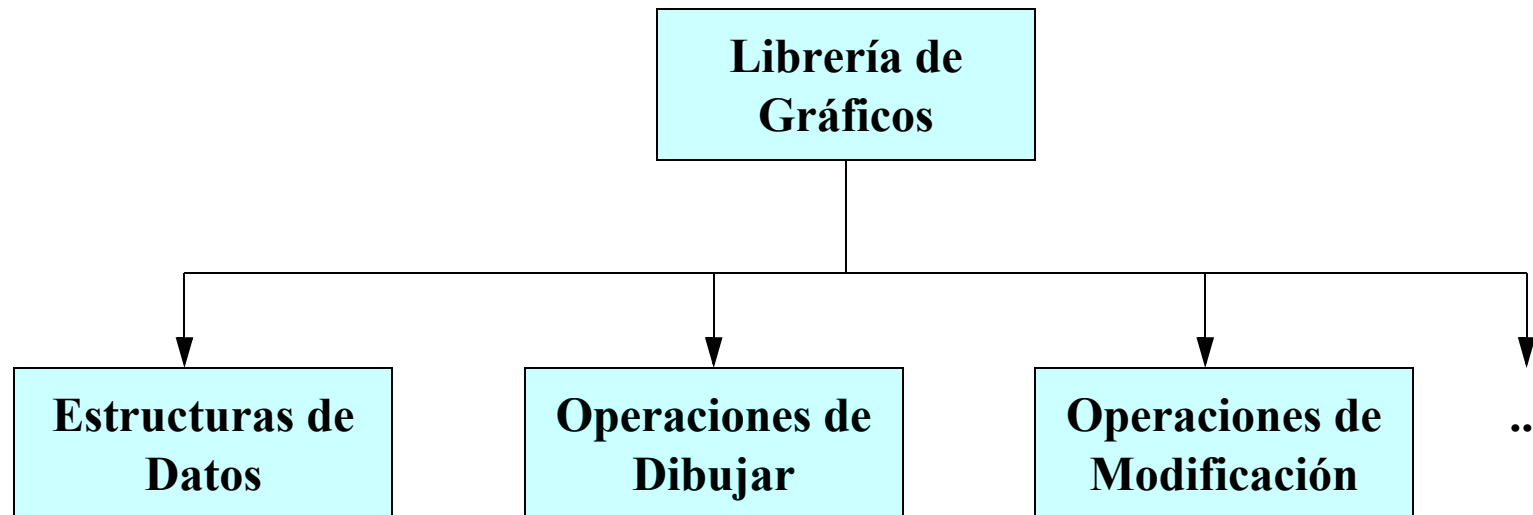 Librería de
Gráficos
Estructuras de
Datos
Operaciones de
Dibujar
Operaciones de
Modificación
..